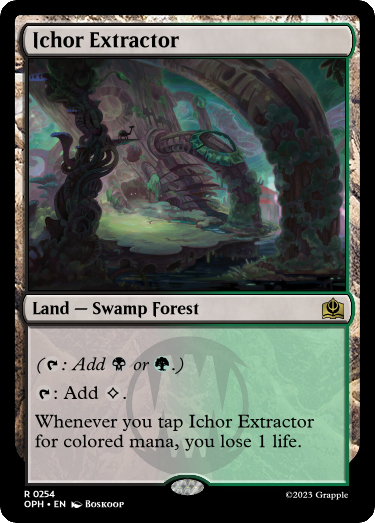 Ichor Extractor
Land — Swamp Forest
(: Add or .)
: Add .
Whenever you tap Ichor Extractor
for colored mana, you lose 1 life.
R 0254
OPH • EN Boskoop
©2023 Grapple